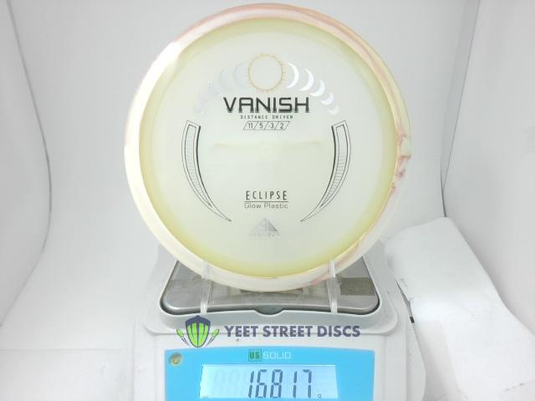 VANISH
DISTANCE DRIVER
11/5/-3/2
ECLIPSE
Glow Plastic
YEET STREET DISCS
US SOLID
168.17 g